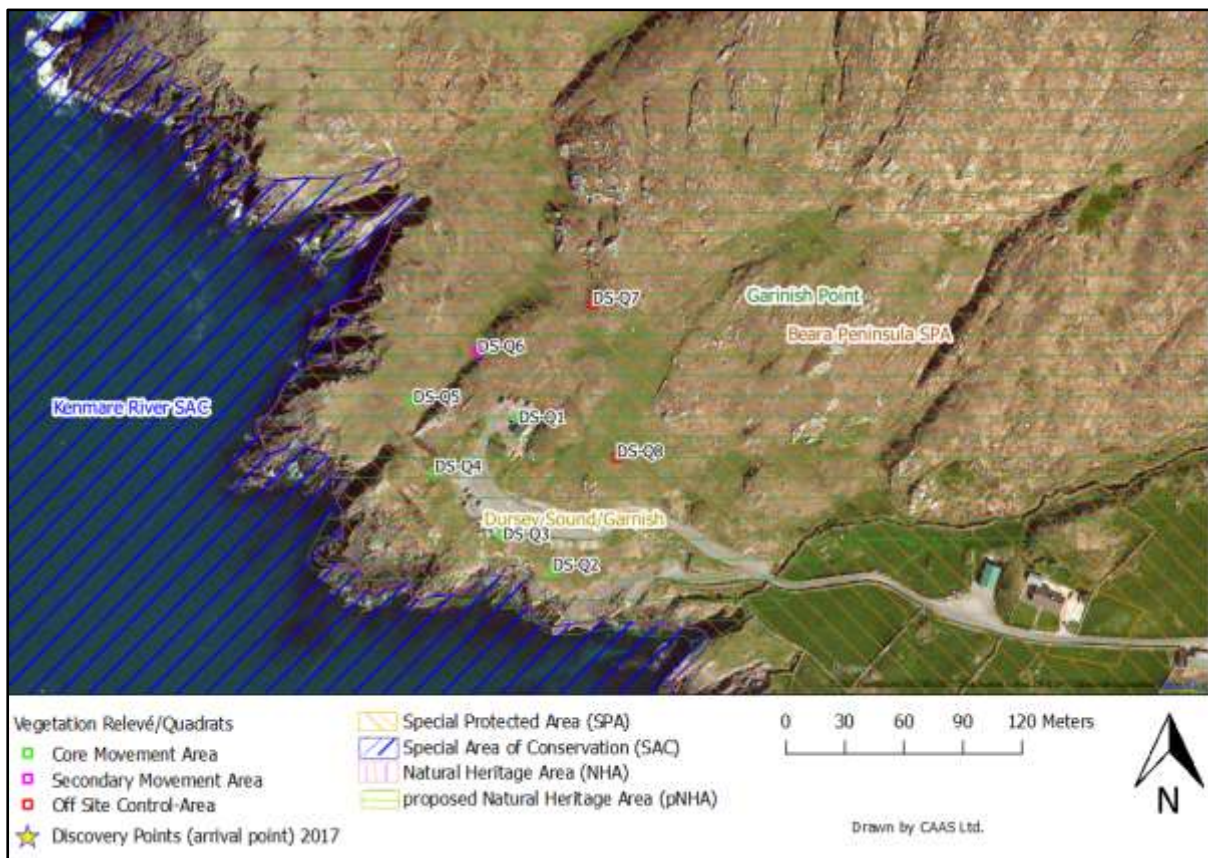 DS-Q7
Garinish Point
Beara Peninsula SPA
DS-Q6
Kenmare River SAC
DS-Q5
DS-Q1
DS-Q4
DS-Q8
Dursey Sound/Garnish
DS-Q3
DS-Q2
Vegetation Relevé/Quadrats
Core Movement Area
Secondary Movement Area
Off Site Control-Area
Discovery Points (arrival point) 2017
Special Protected Area (SPA)
Special Area of Conservation (SAC)
Natural Heritage Area (NHA)
proposed Natural Heritage Area (pNHA)
0 30 60 90 120 Meters
N
Drawn by CAAS Ltd.